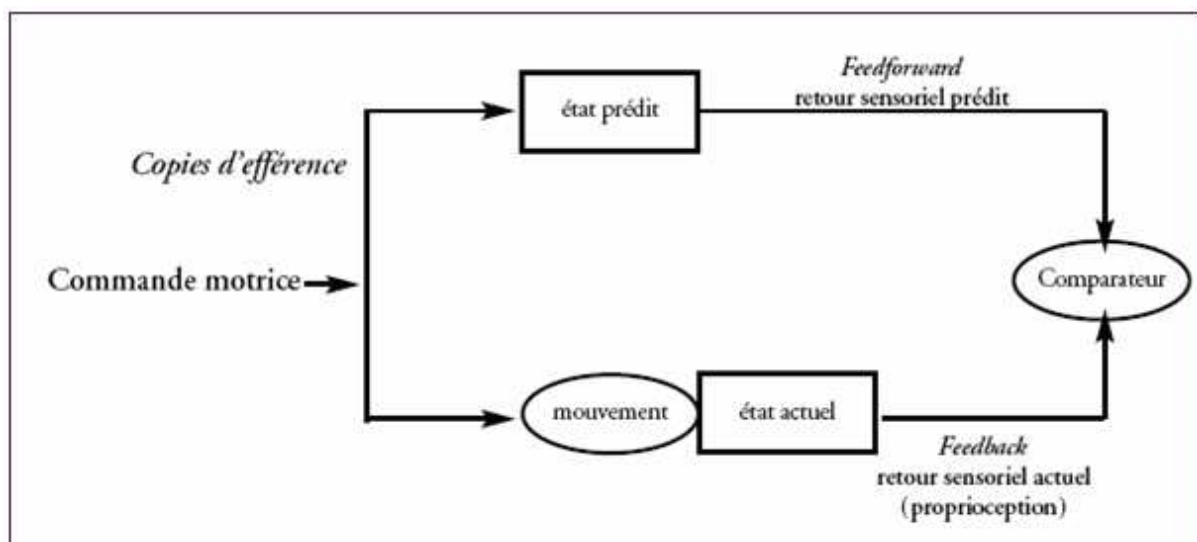 Feedforward
retour sensoriel prédit
état prédit
Copies d'efférence
Commande motrice
Comparateur
mouvement
état actuel
Feedback
retour sensoriel actuel
(proprioception)